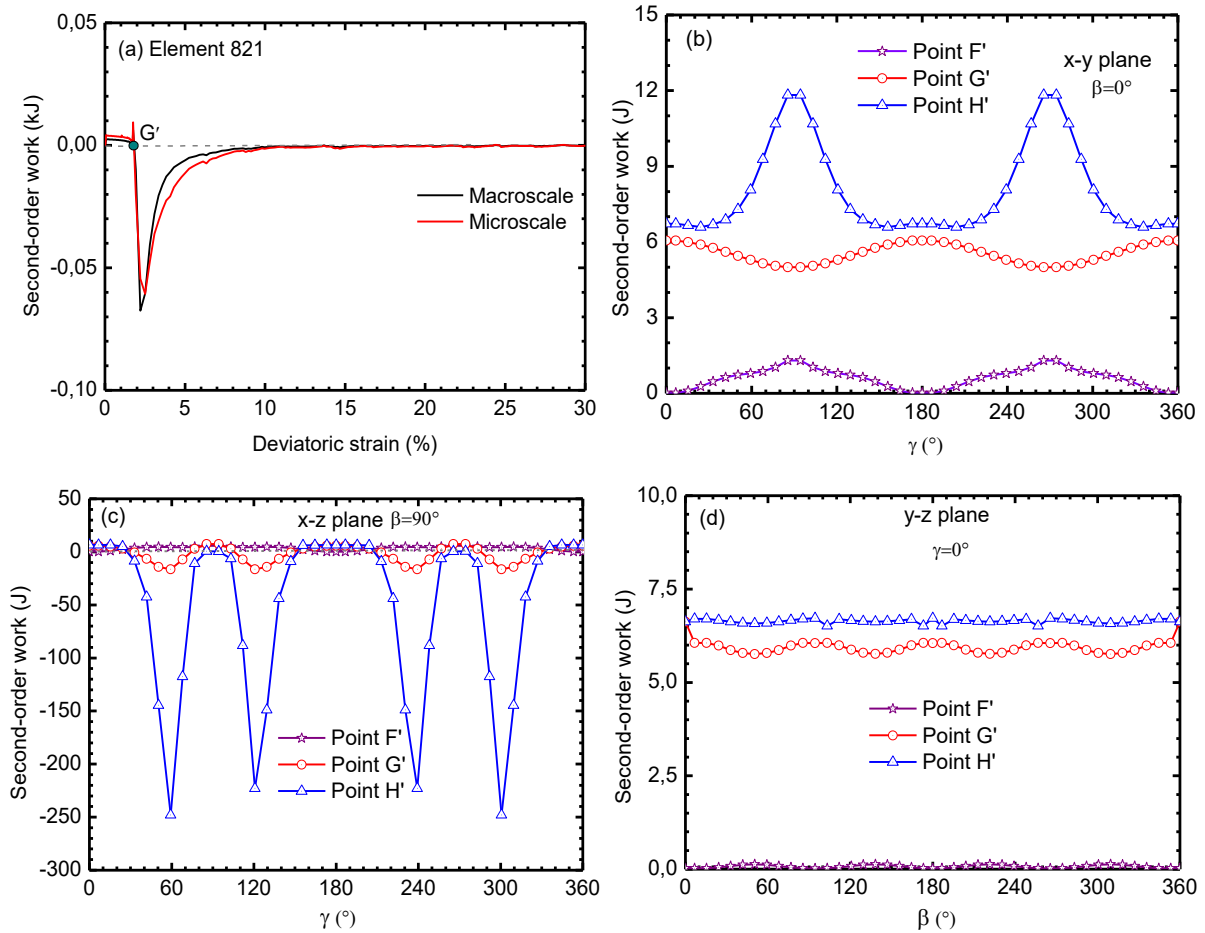 (a) Element 821
0,05
0,00
-0,05
-0,10
Second-order work (kJ)
G'
Macroscale
Microscale
0 5 10 15 20 25 30
Deviatoric strain (%)
(b)
15
12
9
6
3
0
Second-order work (J)
Point F'
Point G'
Point H'
x-y plane
β=0°
0 60 120 180 240 300 360
γ (°)
(c)
x-z plane β=90°
50
0
-50
-100
-150
-200
-250
-300
Second-order work (J)
Point F'
Point G'
Point H'
0 60 120 180 240 300 360
γ (°)
(d)
y-z plane
γ=0°
10,0
7,5
5,0
2,5
0,0
Second-order work (J)
Point F'
Point G'
Point H'
0 60 120 180 240 300 360
β (°)